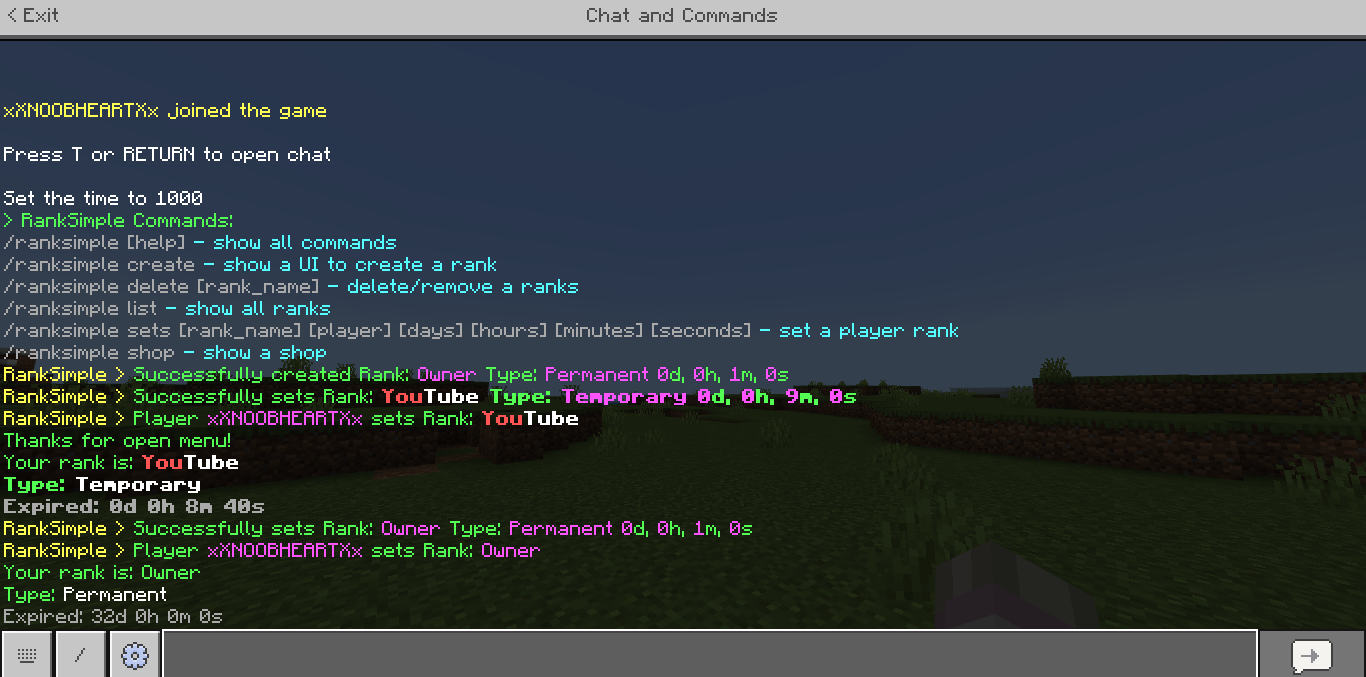 < Exit
Chat and Commands
xXNOOBHEARTXx joined the game
Press T or RETURN to open chat
Set the time to 1000
> RankSimple Commands:
/ranksimple [help] - show all commands
/ranksimple create - show a UI to create a rank
/ranksimple delete [rank_name] - delete/remove a ranks
/ranksimple list - show all ranks
/ranksimple sets [rank_name] [player] [days] [hours] [minutes] [seconds] - set a player rank
/ranksimple shop - show a shop
RankSimple > Successfully created Rank: Owner Type: Permanent 0d, 0h, 1m, 0s
RankSimple > Successfully sets Rank: YouTube Type: Temporary 0d, 0h, 9m, 0s
RankSimple > Player xXNOOBHEARTXx sets Rank: YouTube
Thanks for open menu!
Your rank is: YouTube
Type: Temporary
Expired: 0d 0h 8m 40s
RankSimple > Successfully sets Rank: Owner Type: Permanent 0d, 0h, 1m, 0s
RankSimple > Player xXNOOBHEARTXx sets Rank: Owner
Your rank is: Owner
Type: Permanent
Expired: 32d 0h 0m 0s
/